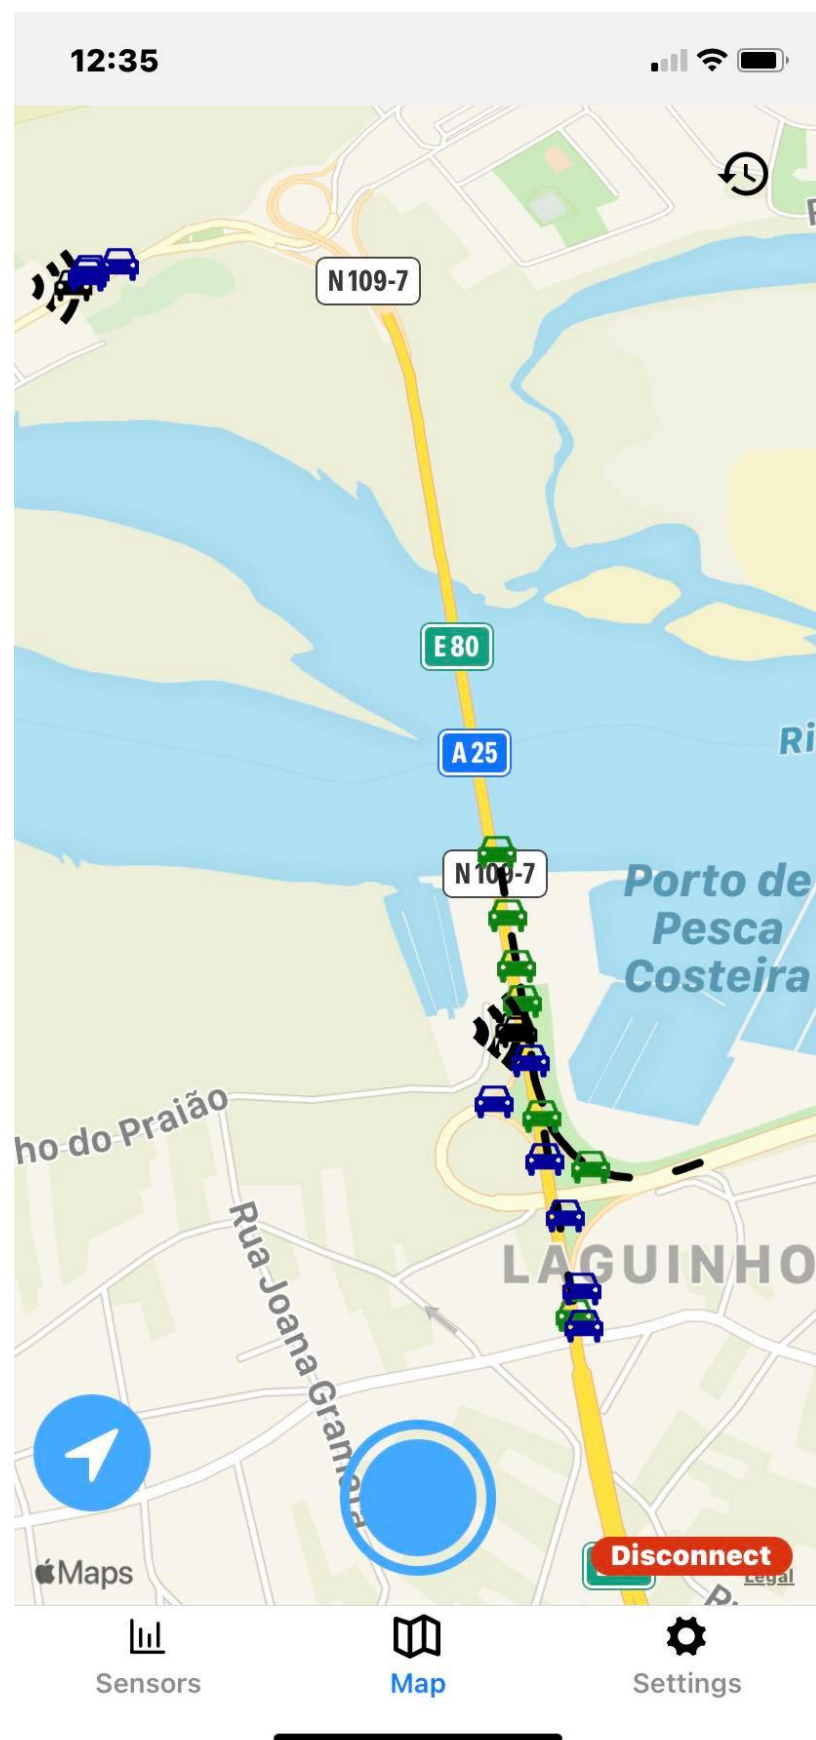 12:35
N 109-7
E 80
A 25
Ri
N 109-7
Porto de
Pesca
Costeira
ho do Praião
Rua Joana Gramata
LAGUINHO
Disconnect
Maps
Legal
Sensors
Map
Settings